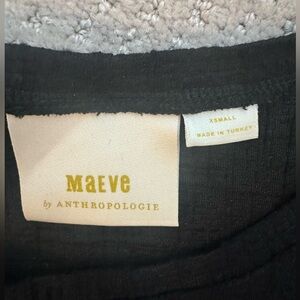 MAEVE
by ANTHROPOLOGIE
XSMALL
MADE IN TURKEY